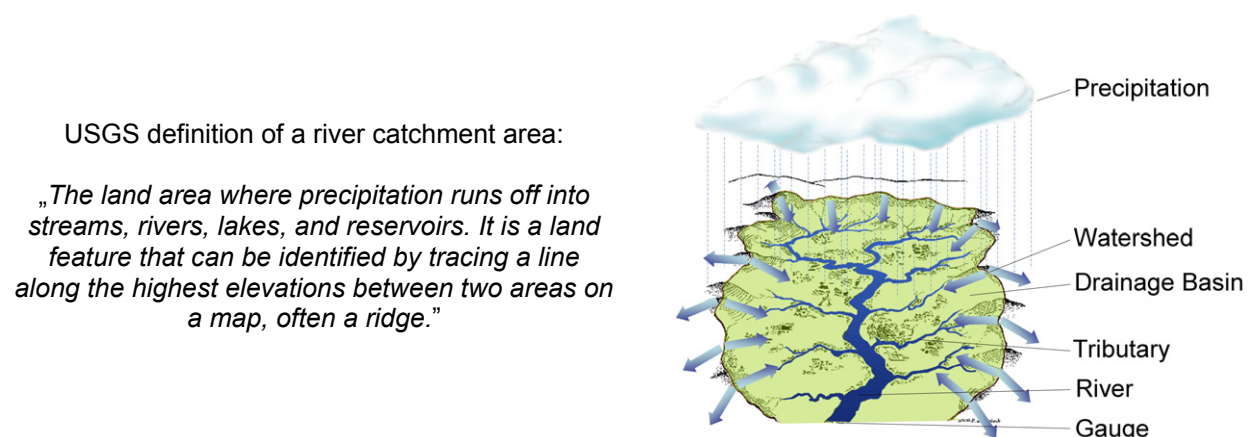 USGS definition of a river catchment area:
„The land area where precipitation runs off into
streams, rivers, lakes, and reservoirs. It is a land
feature that can be identified by tracing a line
along the highest elevations between two areas on
a map, often a ridge.”
Precipitation
Watershed
Drainage Basin
Tributary
River
Gauge